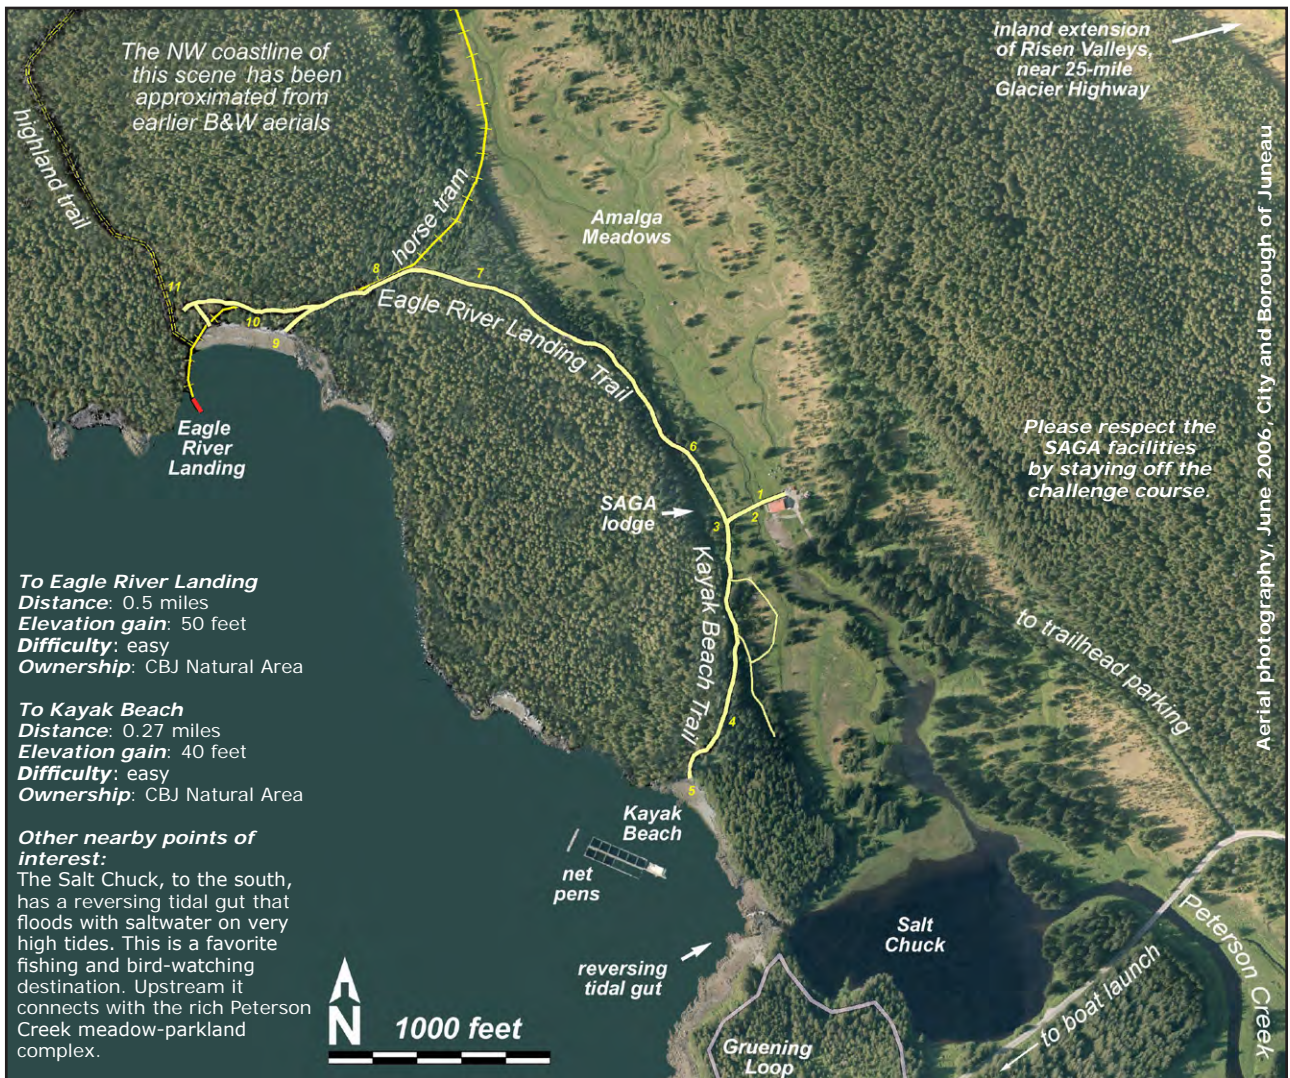 The NW coastline of
this scene has been
approximated from
earlier B&W aerials
inland extension
of Risen Valleys,
near 25-mile
Glacier Highway
highland trail
horse tram
Amalga
Meadows
11
8
7
10
9
Eagle River Landing Trail
Eagle
River
Landing
6
SAGA
lodge
1
2
3
Please respect the
SAGA facilities
by staying off the
challenge course.
Aerial photography, June 2006, City and Borough of Juneau
Kayak Beach Trail
4
5
to trailhead parking
To Eagle River Landing
Distance: 0.5 miles
Elevation gain: 50 feet
Difficulty: easy
Ownership: CBJ Natural Area
To Kayak Beach
Distance: 0.27 miles
Elevation gain: 40 feet
Difficulty: easy
Ownership: CBJ Natural Area
Other nearby points of
interest:
The Salt Chuck, to the south,
has a reversing tidal gut that
floods with saltwater on very
high tides. This is a favorite
fishing and bird-watching
destination. Upstream it
connects with the rich Peterson
Creek meadow-parkland
complex.
Kayak
Beach
net
pens
reversing
tidal gut
Salt
Chuck
Peterson Creek
to boat launch
Gruening
Loop
N
1000 feet